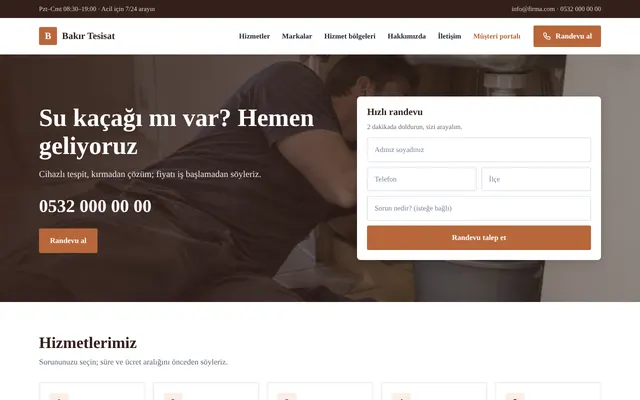 Pzt–Cmt 08:30–19:00 · Acil için 7/24 arayın
info@firma.com · 0532 000 00 00
B
Bakır Tesisat
Hizmetler
Markalar
Hizmet bölgeleri
Hakkımızda
İletişim
Müşteri portalı
Randevu al
Su kaçağı mı var? Hemen
geliyoruz
Cihazlı tespit, kırmadan çözüm; fiyatı iş başlamadan söyleriz.
0532 000 00 00
Randevu al
Hızlı randevu
2 dakikada doldurun, sizi arayalım.
Adınız soyadınız
Telefon
İlçe
Sorun nedir? (isteğe bağlı)
Randevu talep et
Hizmetlerimiz
Sorununuzu seçin; süre ve ücret aralığını önceden söyleriz.